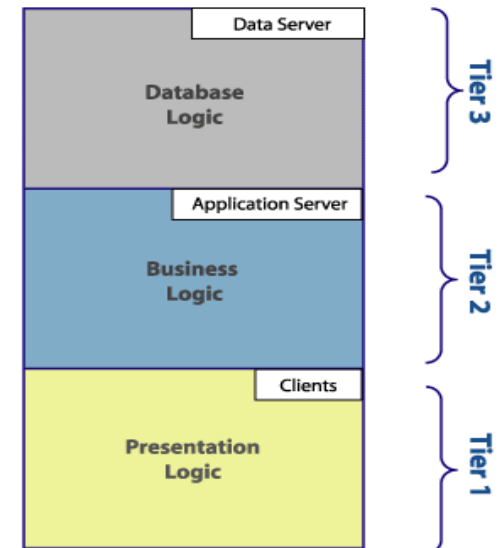 Data Server
Database
Logic
Tier 3
Application Server
Business
Logic
Tier 2
Clients
Presentation
Logic
Tier 1